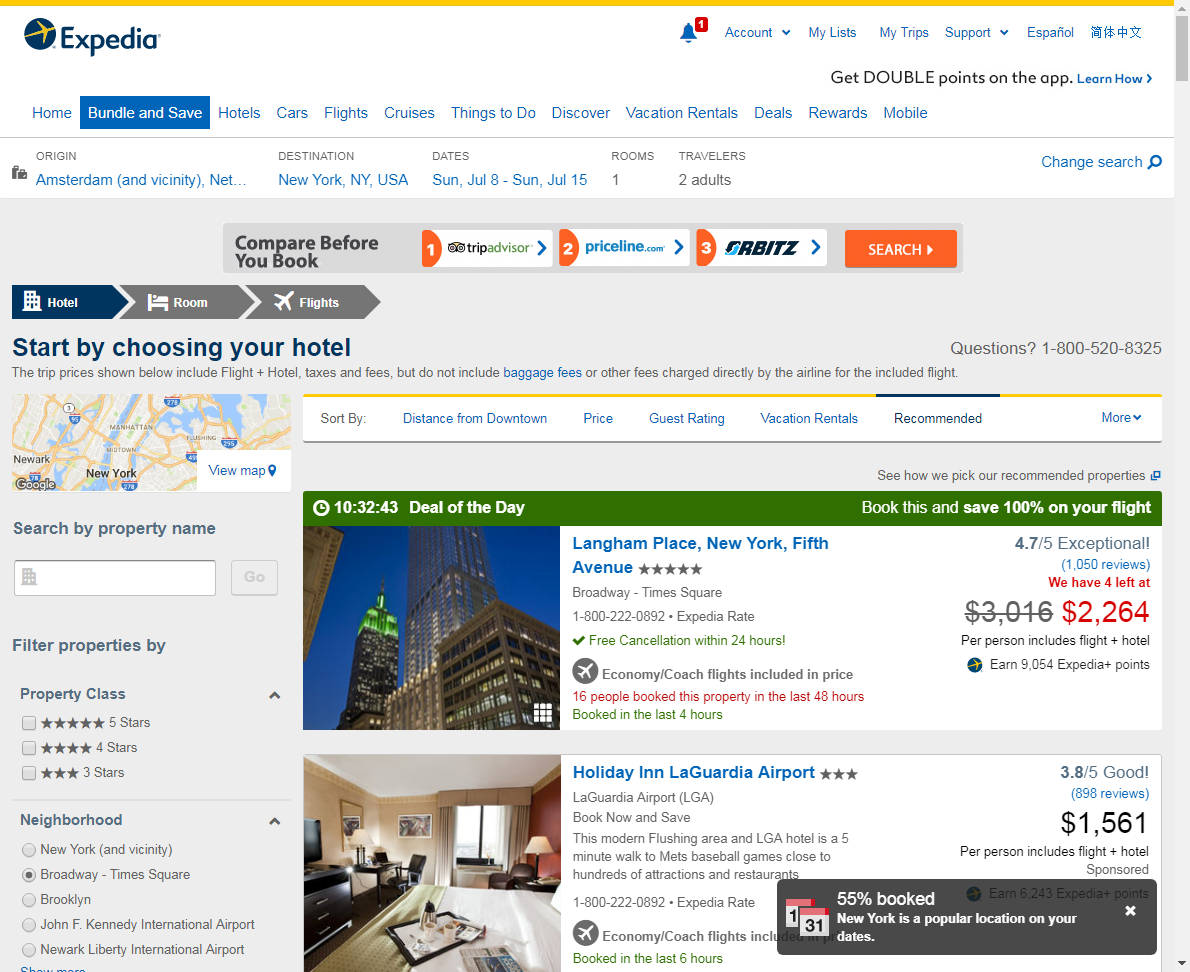 Expedia
1
Account
My Lists
My Trips
Support
Español
简体中文
Get DOUBLE points on the app. Learn How
Home
Bundle and Save
Hotels
Cars
Flights
Cruises
Things to Do
Discover
Vacation Rentals
Deals
Rewards
Mobile
ORIGIN
Amsterdam (and vicinity), Net...
DESTINATION
New York, NY, USA
DATES
Sun, Jul 8 - Sun, Jul 15
ROOMS
1
TRAVELERS
2 adults
Change search
Compare Before
You Book
1 tripadvisor
2 priceline.com
3 ORBITZ
SEARCH
Hotel
Room
Flights
Start by choosing your hotel
Questions? 1-800-520-8325
The trip prices shown below include Flight + Hotel, taxes and fees, but do not include baggage fees or other fees charged directly by the airline for the included flight.
3
278
95
MANHATTAN
FLUSHING
295
MIDTOWN
Newark
New York
78
278
Google
View map
Sort By:
Distance from Downtown
Price
Guest Rating
Vacation Rentals
Recommended
More
See how we pick our recommended properties
Search by property name
Go
Filter properties by
Property Class
5 Stars
4 Stars
3 Stars
Neighborhood
New York (and vicinity)
Broadway - Times Square
Brooklyn
John F. Kennedy International Airport
Newark Liberty International Airport
Show more
10:32:43 Deal of the Day
Book this and save 100% on your flight
Langham Place, New York, Fifth
Avenue
Broadway - Times Square
1-800-222-0892 • Expedia Rate
Free Cancellation within 24 hours!
Economy/Coach flights included in price
16 people booked this property in the last 48 hours
Booked in the last 4 hours
4.7/5 Exceptional!
(1,050 reviews)
We have 4 left at
$3,016 $2,264
Per person includes flight + hotel
Earn 9,054 Expedia+ points
Holiday Inn LaGuardia Airport
LaGuardia Airport (LGA)
Book Now and Save
This modern Flushing area and LGA hotel is a 5
minute walk to Mets baseball games close to
hundreds of attractions and restaurants
1-800-222-0892 • Expedia Rate
Economy/Coach flights included in pr
Booked in the last 6 hours
3.8/5 Good!
(898 reviews)
$1,561
Per person includes flight + hotel
Sponsored
Earn 6,243 Expedia+ points
1
31
55% booked
New York is a popular location on your
dates.